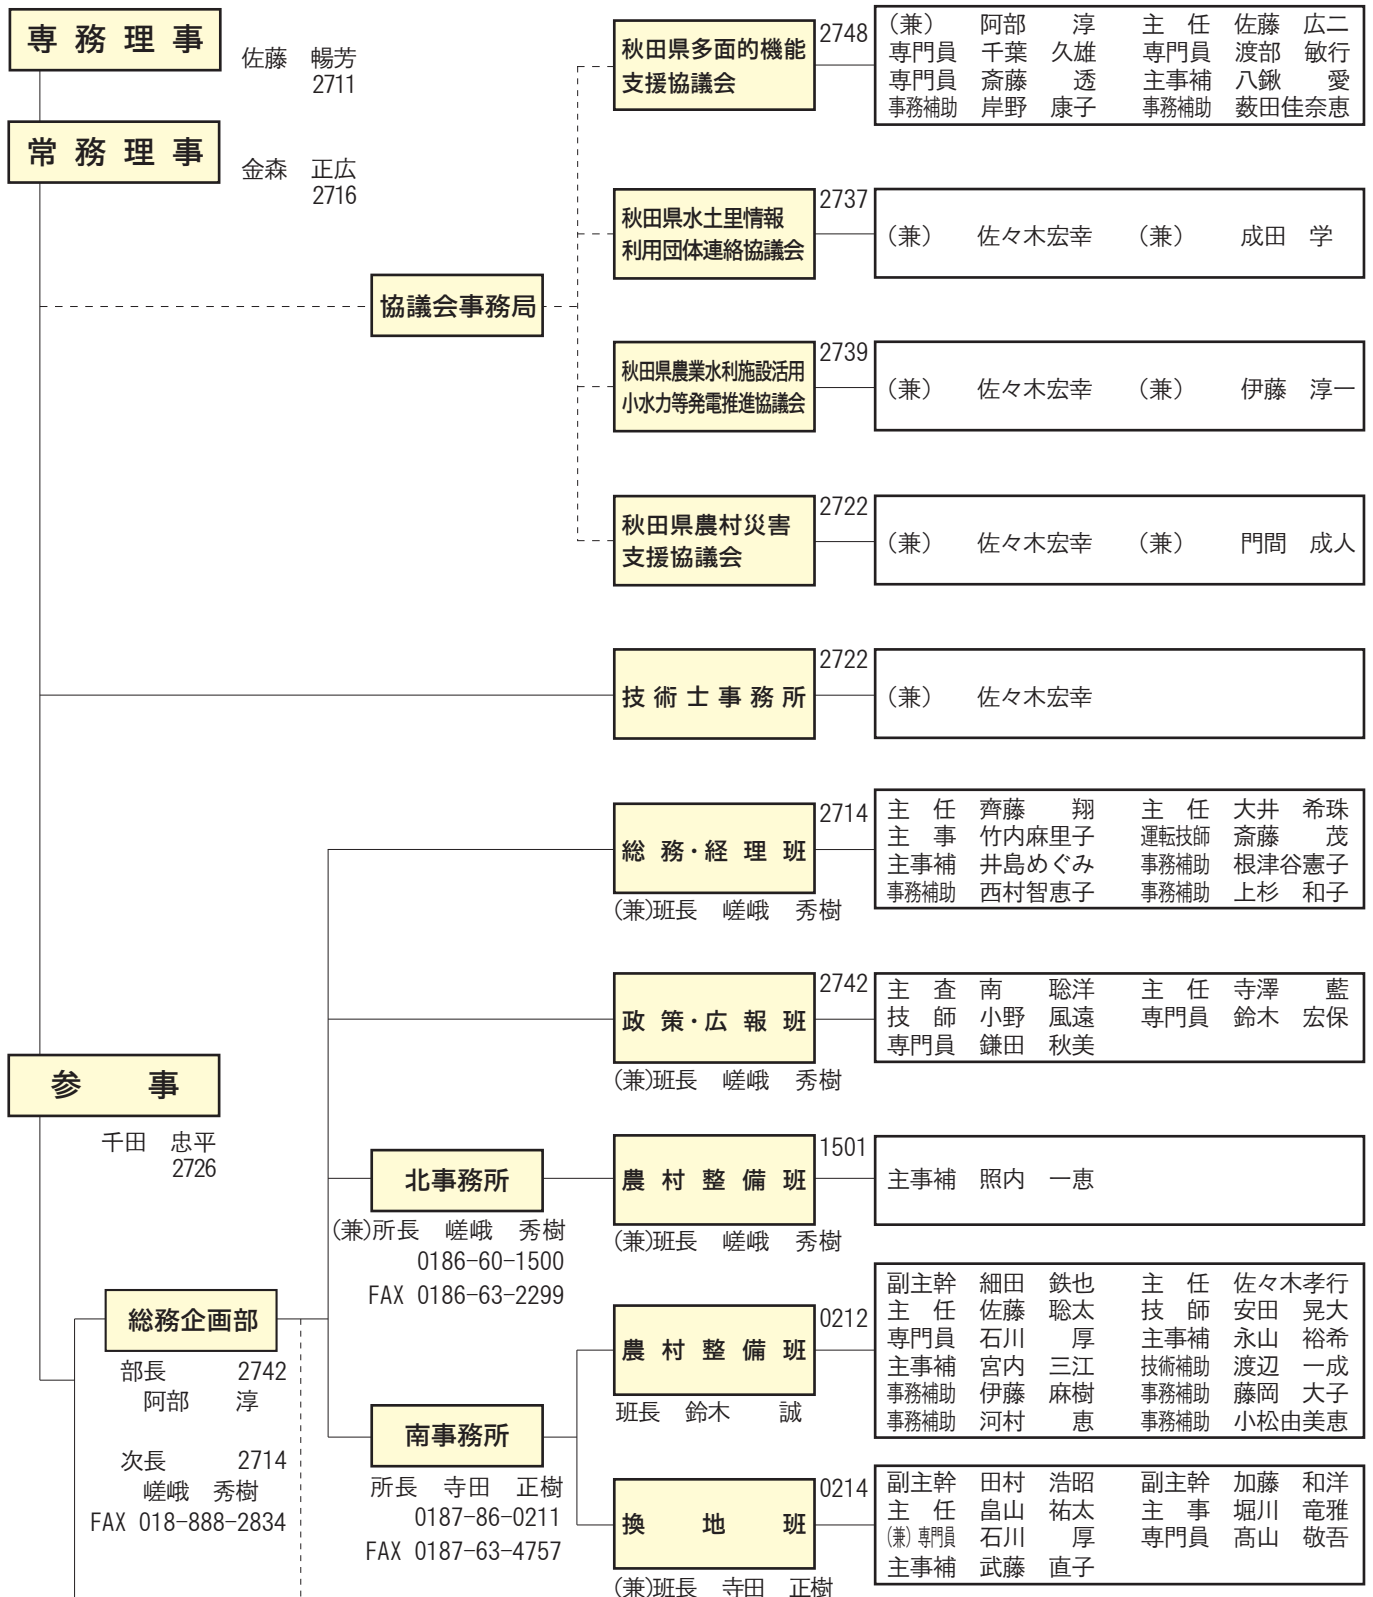 専務理事
佐藤　暢芳
2711
常務理事
金森　正広
2716
協議会事務局
秋田県多面的機能
支援協議会
2748
(兼)　阿部　淳　主　任　佐藤　広二
専門員　千葉　久雄　専門員　渡部　敏行
専門員　斎藤　透　主事補　八鍬　愛
事務補助　岸野　康子　事務補助　薮田佳奈恵
秋田県水土里情報
利用団体連絡協議会
2737
(兼)　佐々木宏幸　(兼)　成田　学
秋田県農業水利施設活用
小水力等発電推進協議会
2739
(兼)　佐々木宏幸　(兼)　伊藤　淳一
秋田県農村災害
支援協議会
2722
(兼)　佐々木宏幸　(兼)　門間　成人
技術士事務所
2722
(兼)　佐々木宏幸
参事
千田　忠平
2726
総務企画部
部長　2742
阿部　淳
次長　2714
嵯峨　秀樹
FAX 018-888-2834
総務・経理班
2714
(兼)班長　嵯峨　秀樹
主　任　齊藤　翔　主　任　大井　希珠
主　事　竹内麻里子　運転技師　斎藤　茂
主事補　井島めぐみ　事務補助　根津谷憲子
事務補助　西村智恵子　事務補助　上杉　和子
政策・広報班
2742
(兼)班長　嵯峨　秀樹
主　査　南　聡洋　主　任　寺澤　藍
技　師　小野　風遠　専門員　鈴木　宏保
専門員　鎌田　秋美
北事務所
(兼)所長　嵯峨　秀樹
0186-60-1500
FAX 0186-63-2299
農村整備班
1501
(兼)班長　嵯峨　秀樹
主事補　照内　一恵
南事務所
所長　寺田　正樹
0187-86-0211
FAX 0187-63-4757
農村整備班
0212
班長　鈴木　誠
副主幹　細田　鉄也　主　任　佐々木孝行
主　任　佐藤　聡太　技　師　安田　晃大
専門員　石川　厚　主事補　永山　裕希
主事補　宮内　三江　技術補助　渡辺　一成
事務補助　伊藤　麻樹　事務補助　藤岡　大子
事務補助　河村　恵　事務補助　小松由美恵
換地班
0214
(兼)班長　寺田　正樹
副主幹　田村　浩昭　副主幹　加藤　和洋
主　任　畠山　祐太　主　事　堀川　竜雅
(兼)専門員　石川　厚　専門員　髙山　敬吾
主事補　武藤　直子